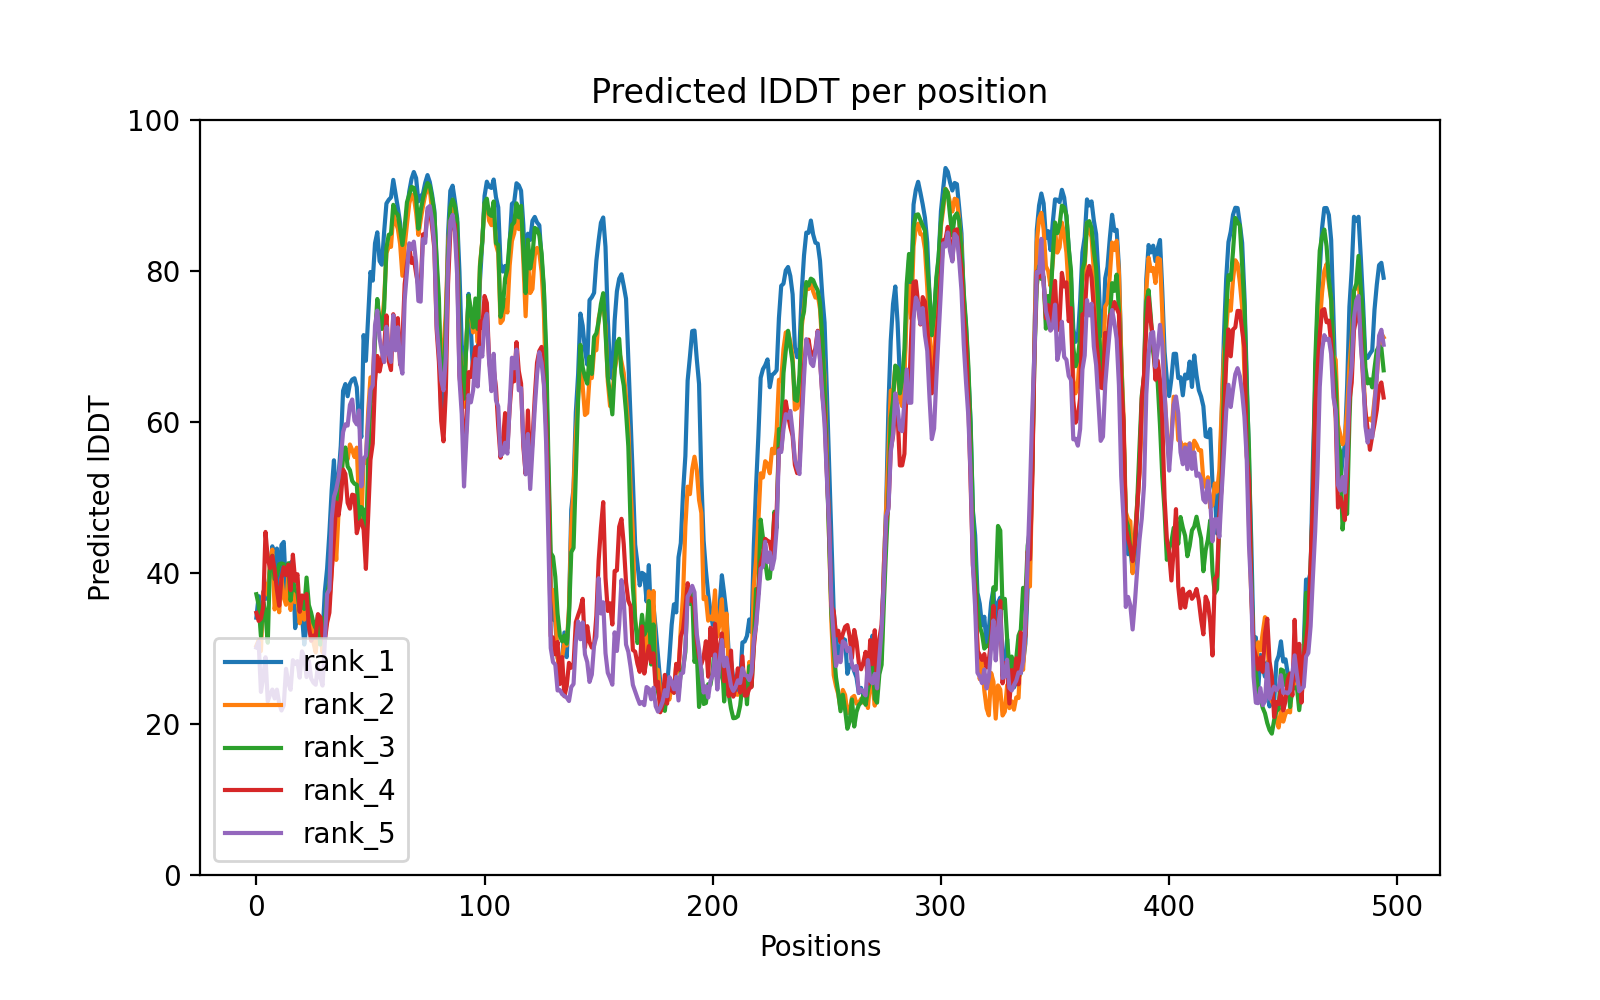 Predicted lDDT per position
100
80
60
40
20
0
Predicted lDDT
rank_1
rank_2
rank_3
rank_4
rank_5
0 100 200 300 400 500
Positions